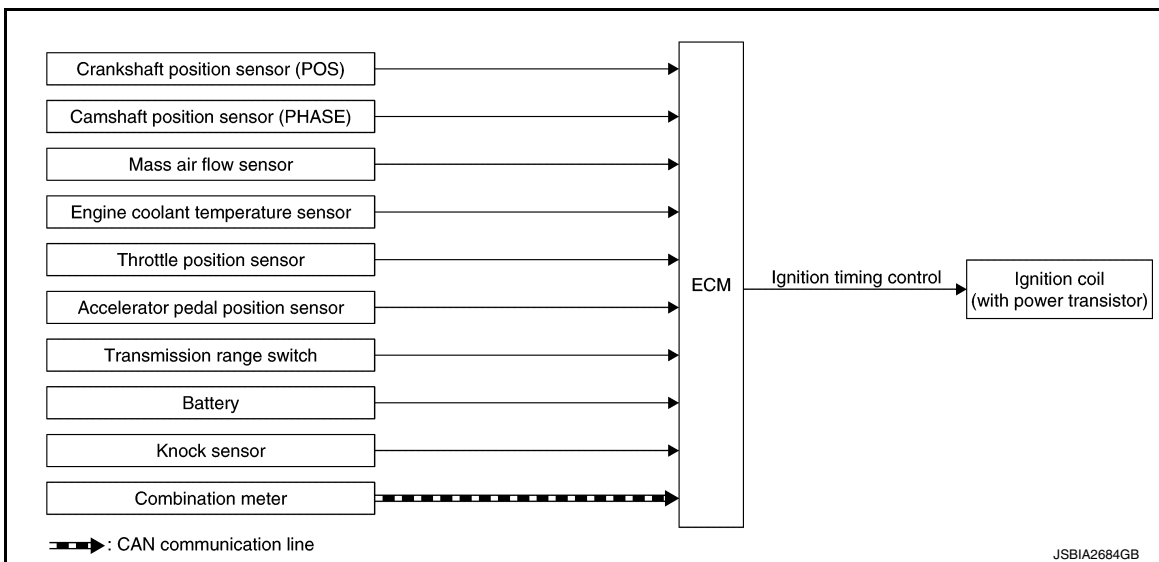 Crankshaft position sensor (POS)
Camshaft position sensor (PHASE)
Mass air flow sensor
Engine coolant temperature sensor
Throttle position sensor
Accelerator pedal position sensor
Transmission range switch
Battery
Knock sensor
Combination meter
ECM
Ignition timing control
Ignition coil
(with power transistor)
: CAN communication line
JSBIA2684GB